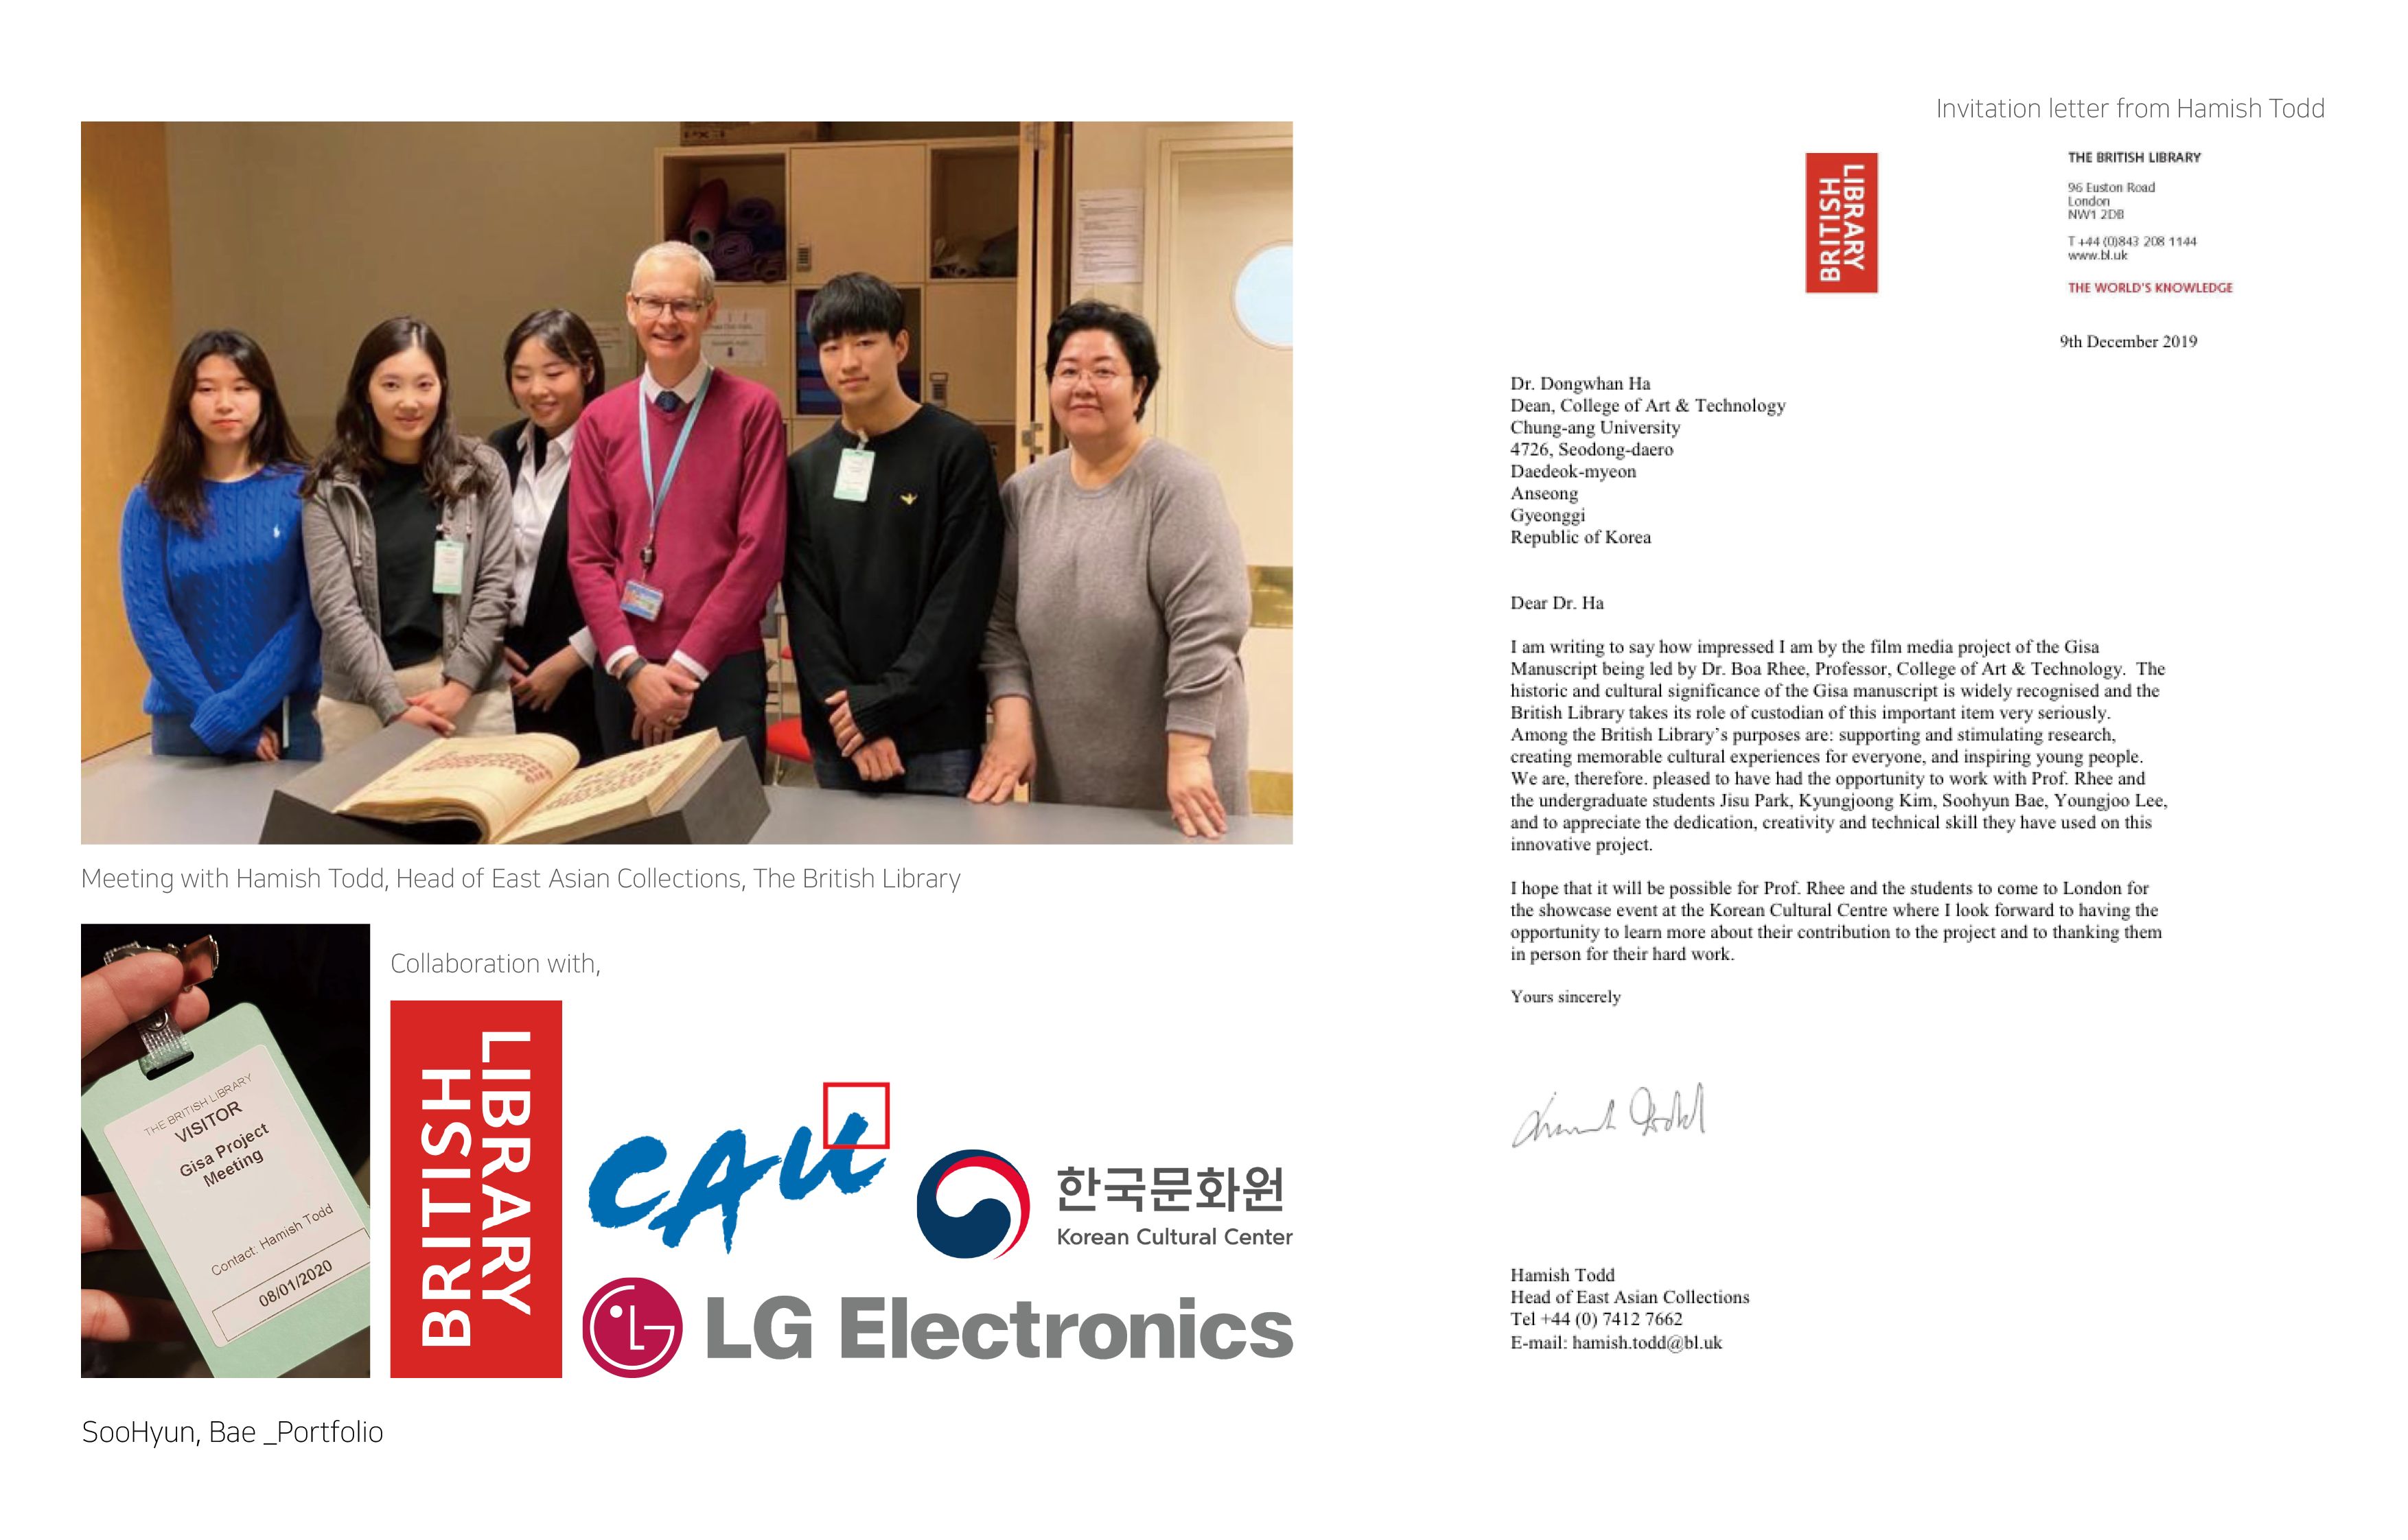 Meeting with Hamish Todd, Head of East Asian Collections, The British Library
THE BRITISH LIBRARY
VISITOR
Gisa Project
Meeting
Contact: Hamish Todd
08/01/2020
Collaboration with,
BRITISH
LIBRARY
CAU
한국문화원
Korean Cultural Center
LG Electronics
SooHyun, Bae _Portfolio
Invitation letter from Hamish Todd
BRITISH
LIBRARY
THE BRITISH LIBRARY
96 Euston Road
London
NW1 2DB
T +44 (0)843 208 1144
www.bl.uk
THE WORLD'S KNOWLEDGE
9th December 2019
Dr. Dongwhan Ha
Dean, College of Art & Technology
Chung-ang University
4726, Seodong-daero
Daedeok-myeon
Anseong
Gyeonggi
Republic of Korea
Dear Dr. Ha
I am writing to say how impressed I am by the film media project of the Gisa
Manuscript being led by Dr. Boa Rhee, Professor, College of Art & Technology.  The
historic and cultural significance of the Gisa manuscript is widely recognised and the
British Library takes its role of custodian of this important item very seriously.
Among the British Library's purposes are: supporting and stimulating research,
creating memorable cultural experiences for everyone, and inspiring young people.
We are, therefore. pleased to have had the opportunity to work with Prof. Rhee and
the undergraduate students Jisu Park, Kyungjoong Kim, Soohyun Bae, Youngjoo Lee,
and to appreciate the dedication, creativity and technical skill they have used on this
innovative project.
I hope that it will be possible for Prof. Rhee and the students to come to London for
the showcase event at the Korean Cultural Centre where I look forward to having the
opportunity to learn more about their contribution to the project and to thanking them
in person for their hard work.
Yours sincerely
Hamish Todd
Head of East Asian Collections
Tel +44 (0) 7412 7662
E-mail: hamish.todd@bl.uk